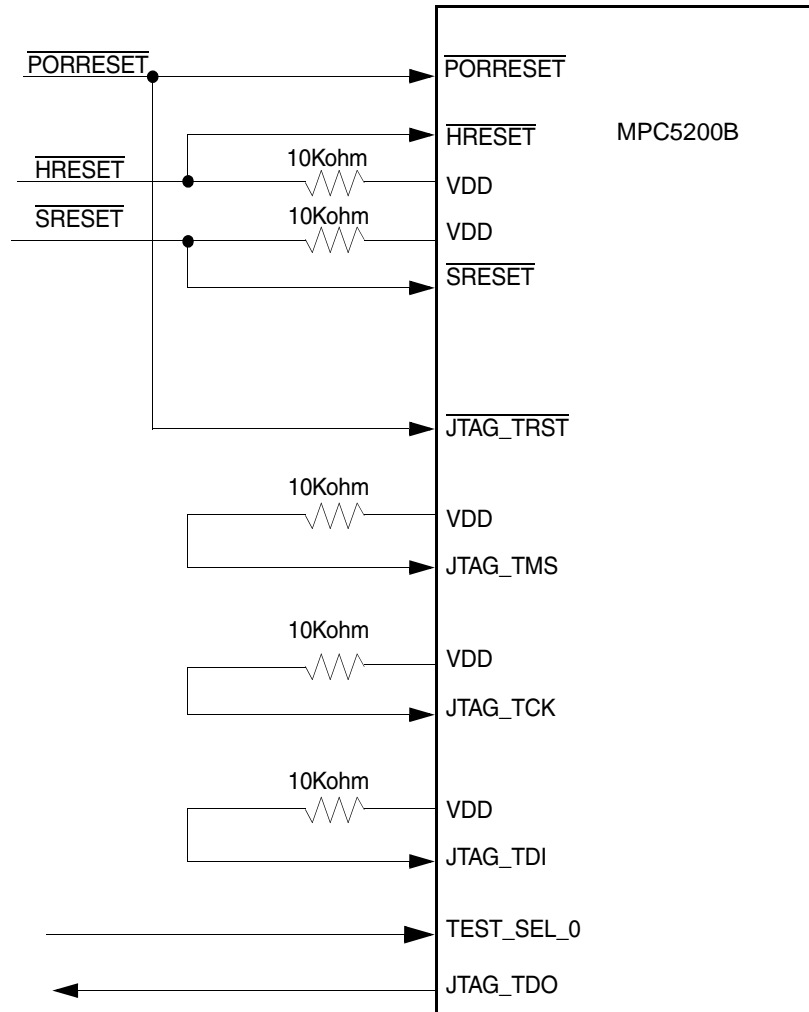 PORRESET
PORRESET
HRESET
MPC5200B
10Kohm
HRESET
VDD
10Kohm
SRESET
VDD
SRESET
JTAG_TRST
10Kohm
VDD
JTAG_TMS
10Kohm
VDD
JTAG_TCK
10Kohm
VDD
JTAG_TDI
TEST_SEL_0
JTAG_TDO